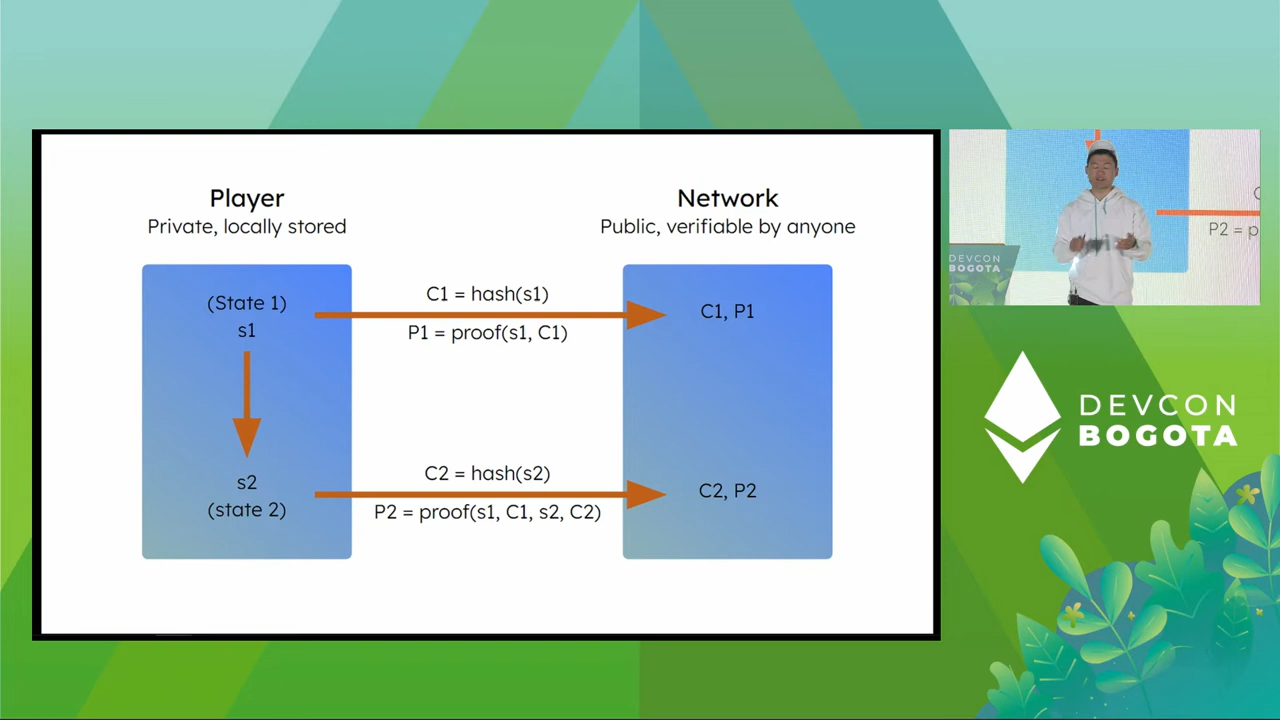 Player
Private, locally stored
Network
Public, verifiable by anyone
(State 1)
s1
C1 = hash(s1)
P1 = proof(s1, C1)
C1, P1
s2
(state 2)
C2 = hash(s2)
P2 = proof(s1, C1, s2, C2)
C2, P2
P2 = p
DEVCON
BOGOTA
DEVCON
BOGOTA